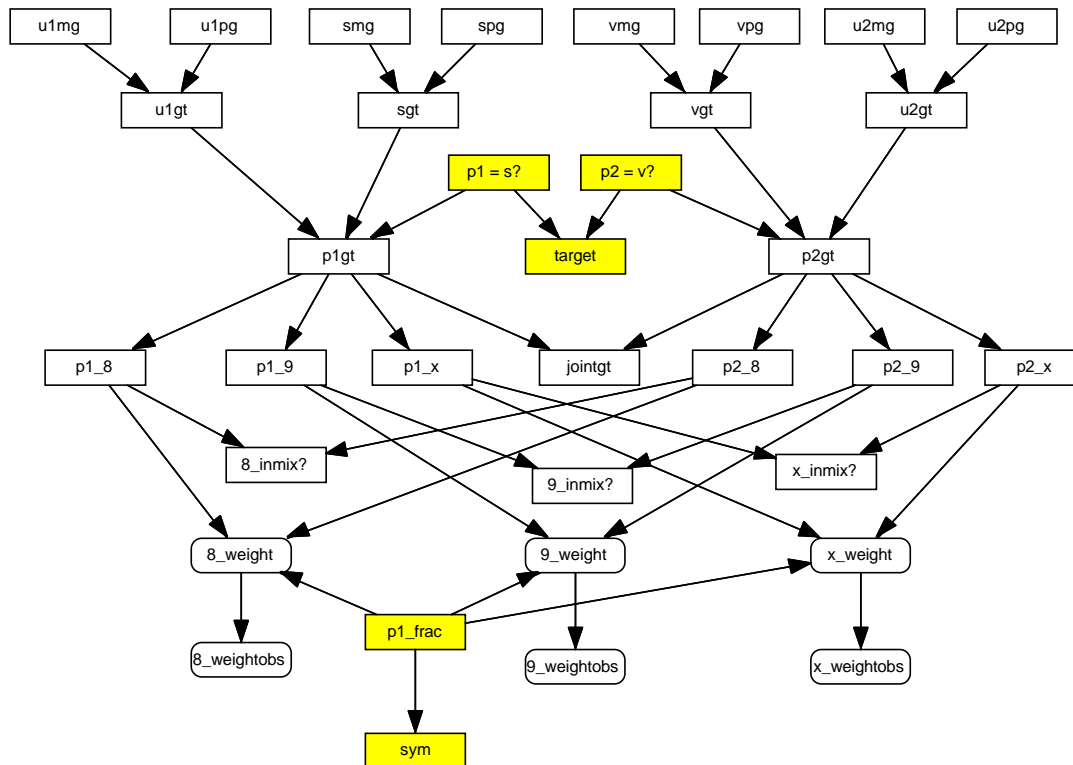 u1mg
u1pg
smg
spg
vmg
vpg
u2mg
u2pg
u1gt
sgt
vgt
u2gt
p1 = s?
p2 = v?
p1gt
target
p2gt
p1_8
p1_9
p1_x
jointgt
p2_8
p2_9
p2_x
8_inmix?
9_inmix?
x_inmix?
8_weight
9_weight
x_weight
p1_frac
8_weightobs
9_weightobs
x_weightobs
sym